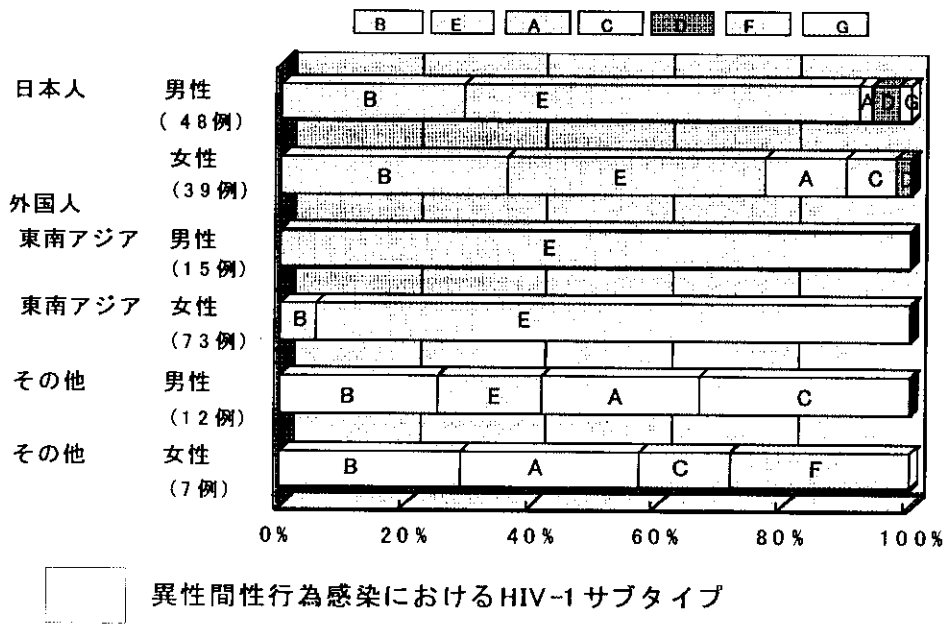 B E A C D F G
日本人 男性 B E A D G
(48例)
女性 B E A C D
(39例)
外国人
東南アジア 男性 E
(15例)
東南アジア 女性 B E
(73例)
その他 男性 B E A C
(12例)
その他 女性 B A C F
(7例)
0% 20% 40% 60% 80% 100%
異性間性行為感染におけるHIV-1サブタイプ